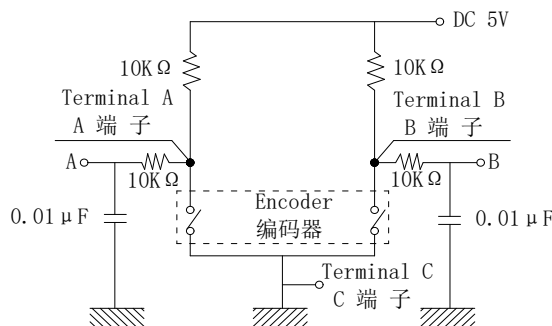 DC 5V
10KΩ
10KΩ
Terminal A
A 端 子
Terminal B
B 端 子
A
10KΩ
10KΩ
B
Encoder
编码器
0.01μF
0.01μF
Terminal C
C 端 子